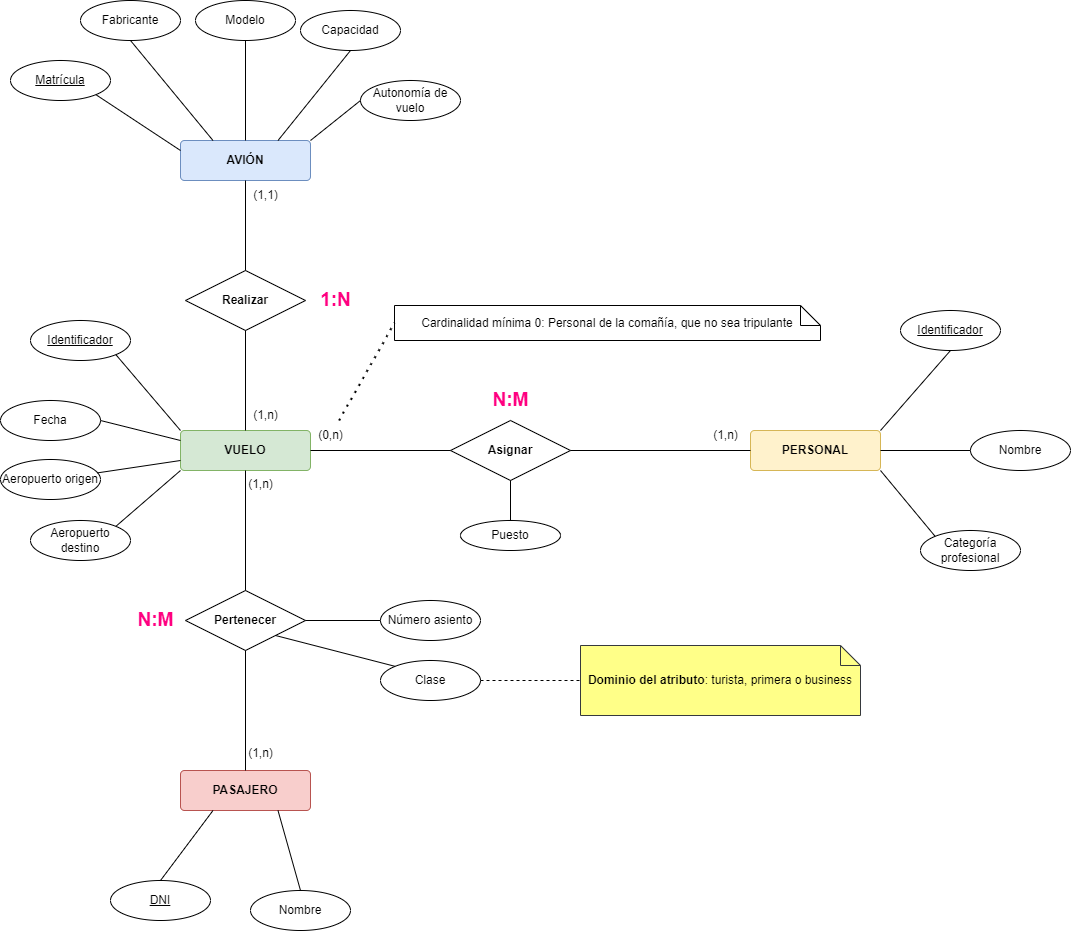 Fabricante
Modelo
Capacidad
Matrícula
Autonomía de
vuelo
AVIÓN
(1,1)
Realizar
1:N
Cardinalidad mínima 0: Personal de la comañía, que no sea tripulante
Identificador
Identificador
N:M
Fecha
(1,n)
(0,n)
(1,n)
VUELO
Asignar
PERSONAL
Nombre
Aeropuerto origen
(1,n)
Aeropuerto
destino
Puesto
Categoría
profesional
N:M
Pertenecer
Número asiento
Clase
Dominio del atributo: turista, primera o business
(1,n)
PASAJERO
DNI
Nombre